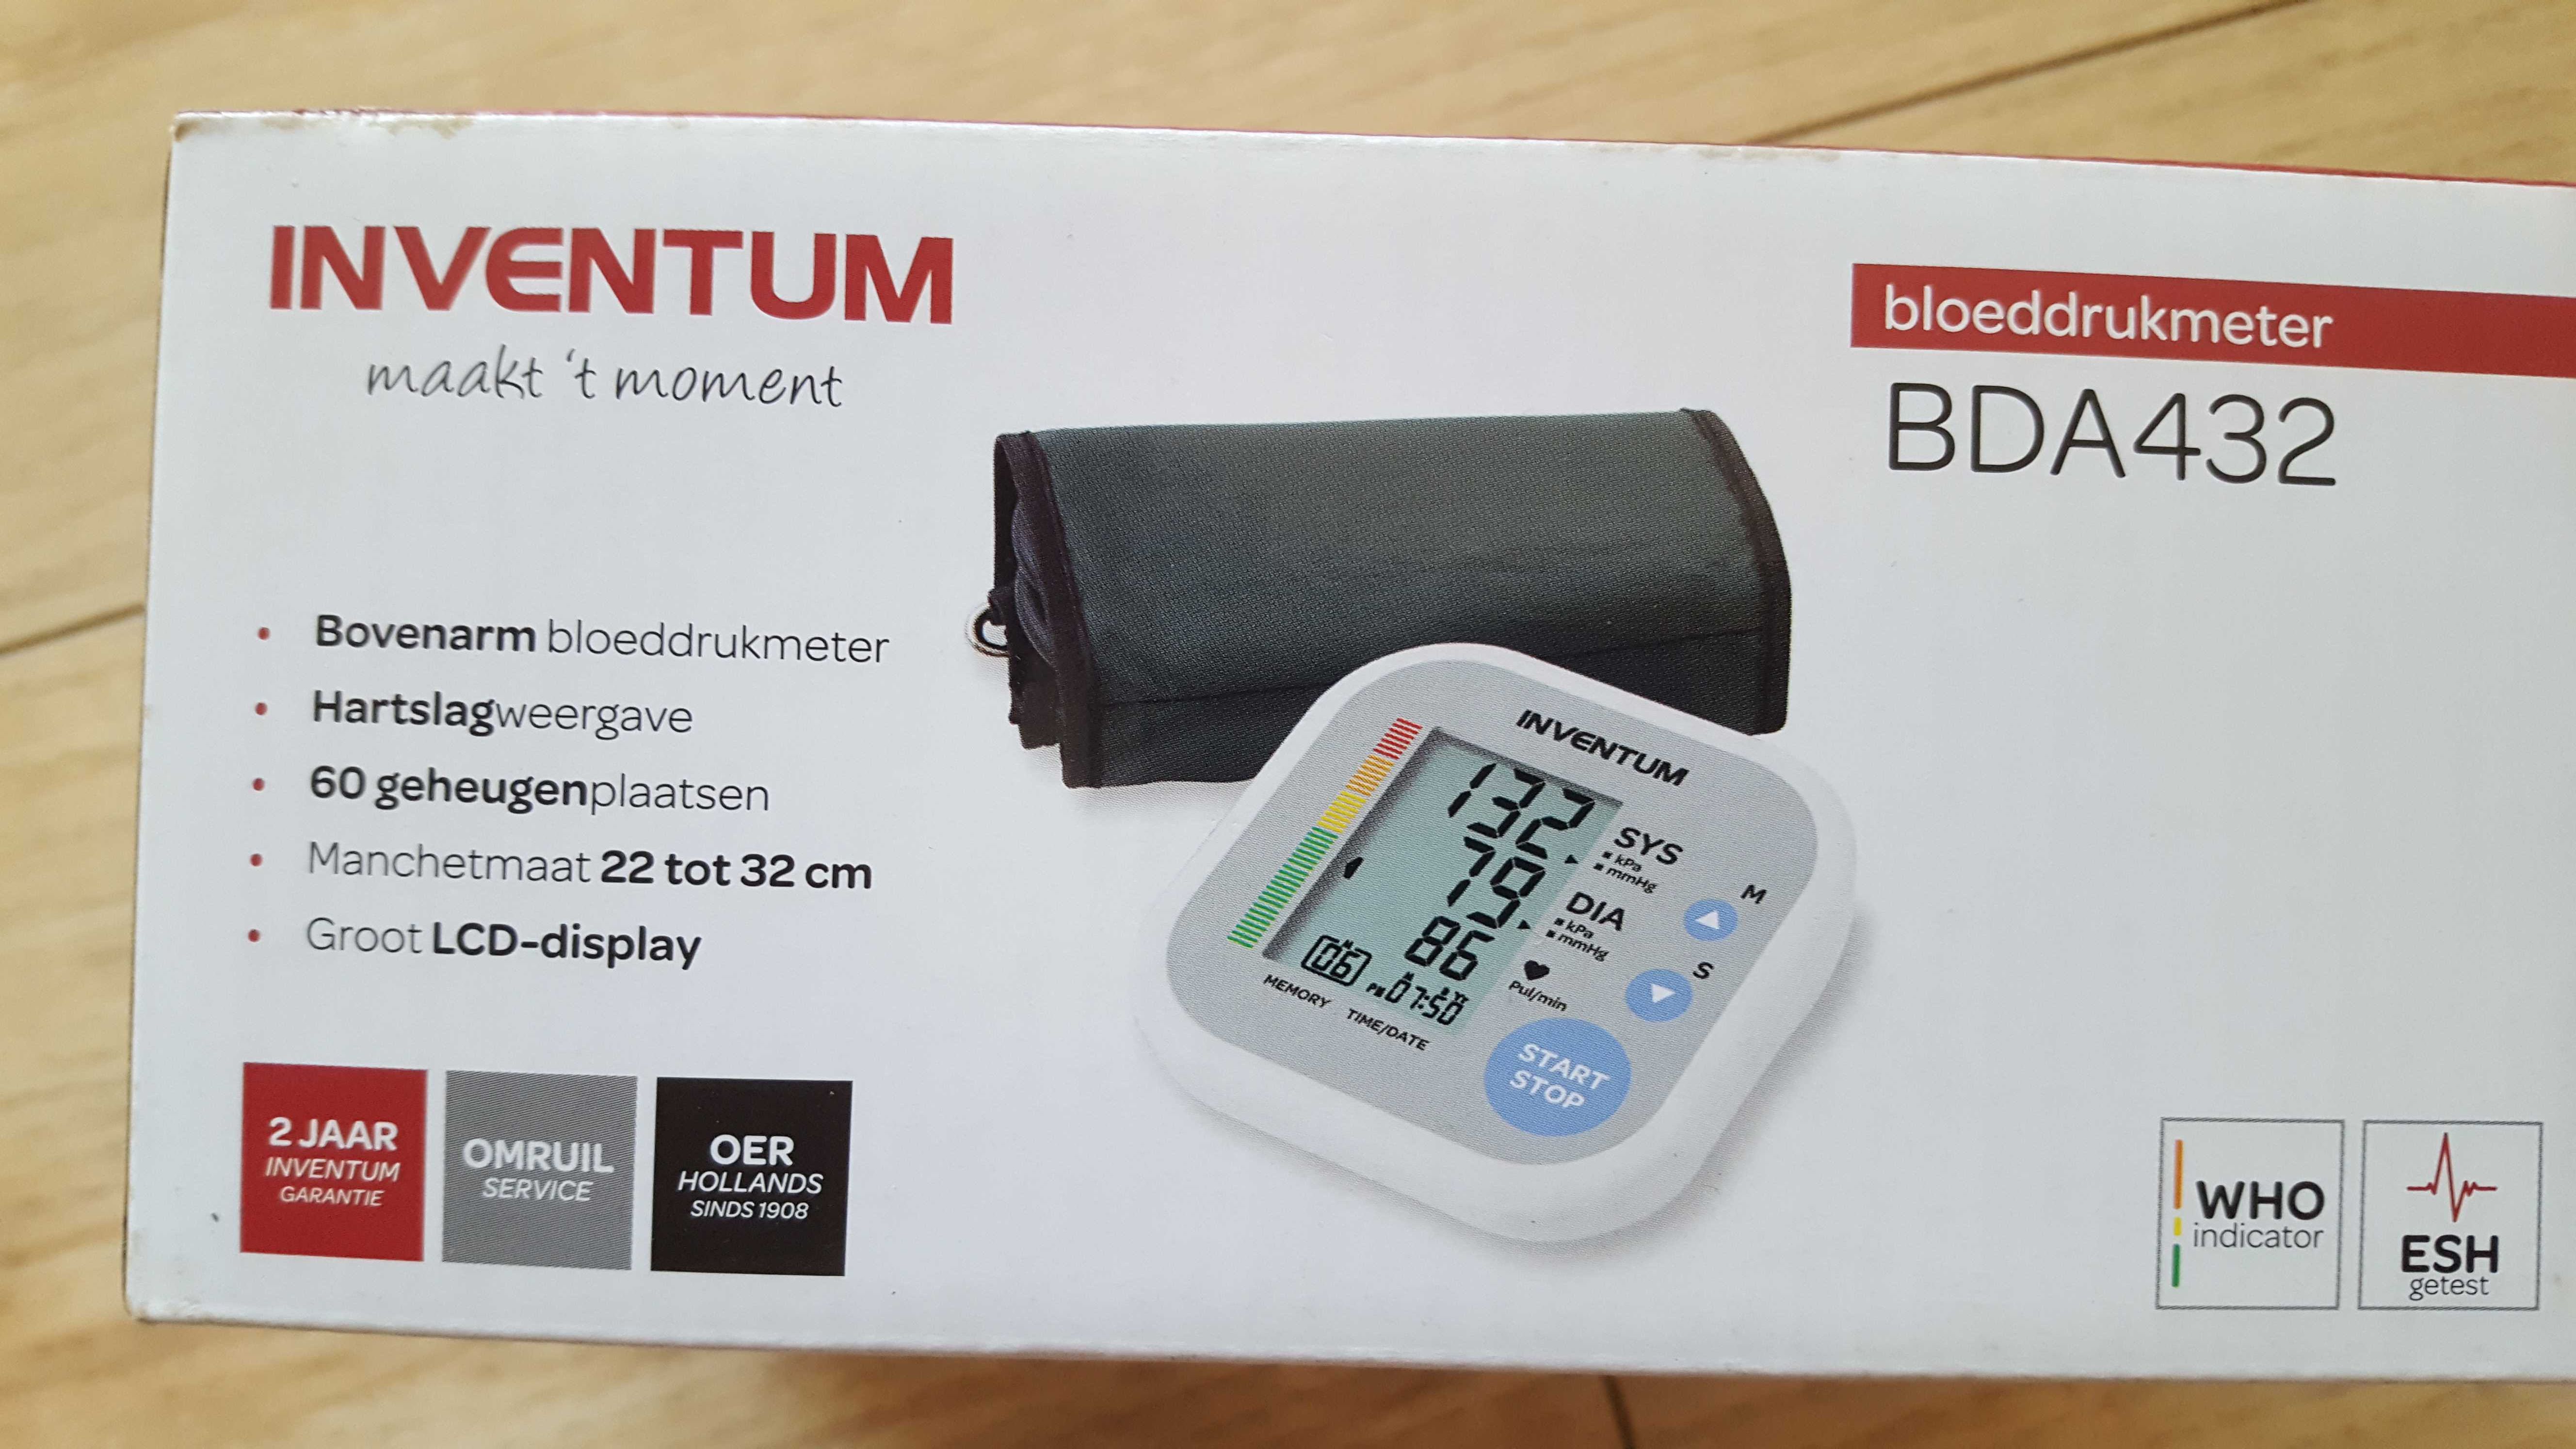 INVENTUM
maakt 't moment
bloeddrukmeter
BDA432
• Bovenarm bloeddrukmeter
• Hartslagweergave
• 60 geheugenplaatsen
• Manchetmaat 22 tot 32 cm
• Groot LCD-display
INVENTUM
132
SYS
kPa
mmHg
79
DIA
kPa
mmHg
86
Pul/min
M
S
06
PM 07:50
MEMORY
TIME/DATE
START
STOP
2 JAAR
INVENTUM
GARANTIE
OMRUIL
SERVICE
OER
HOLLANDS
SINDS 1908
WHO
indicator
ESH
getest